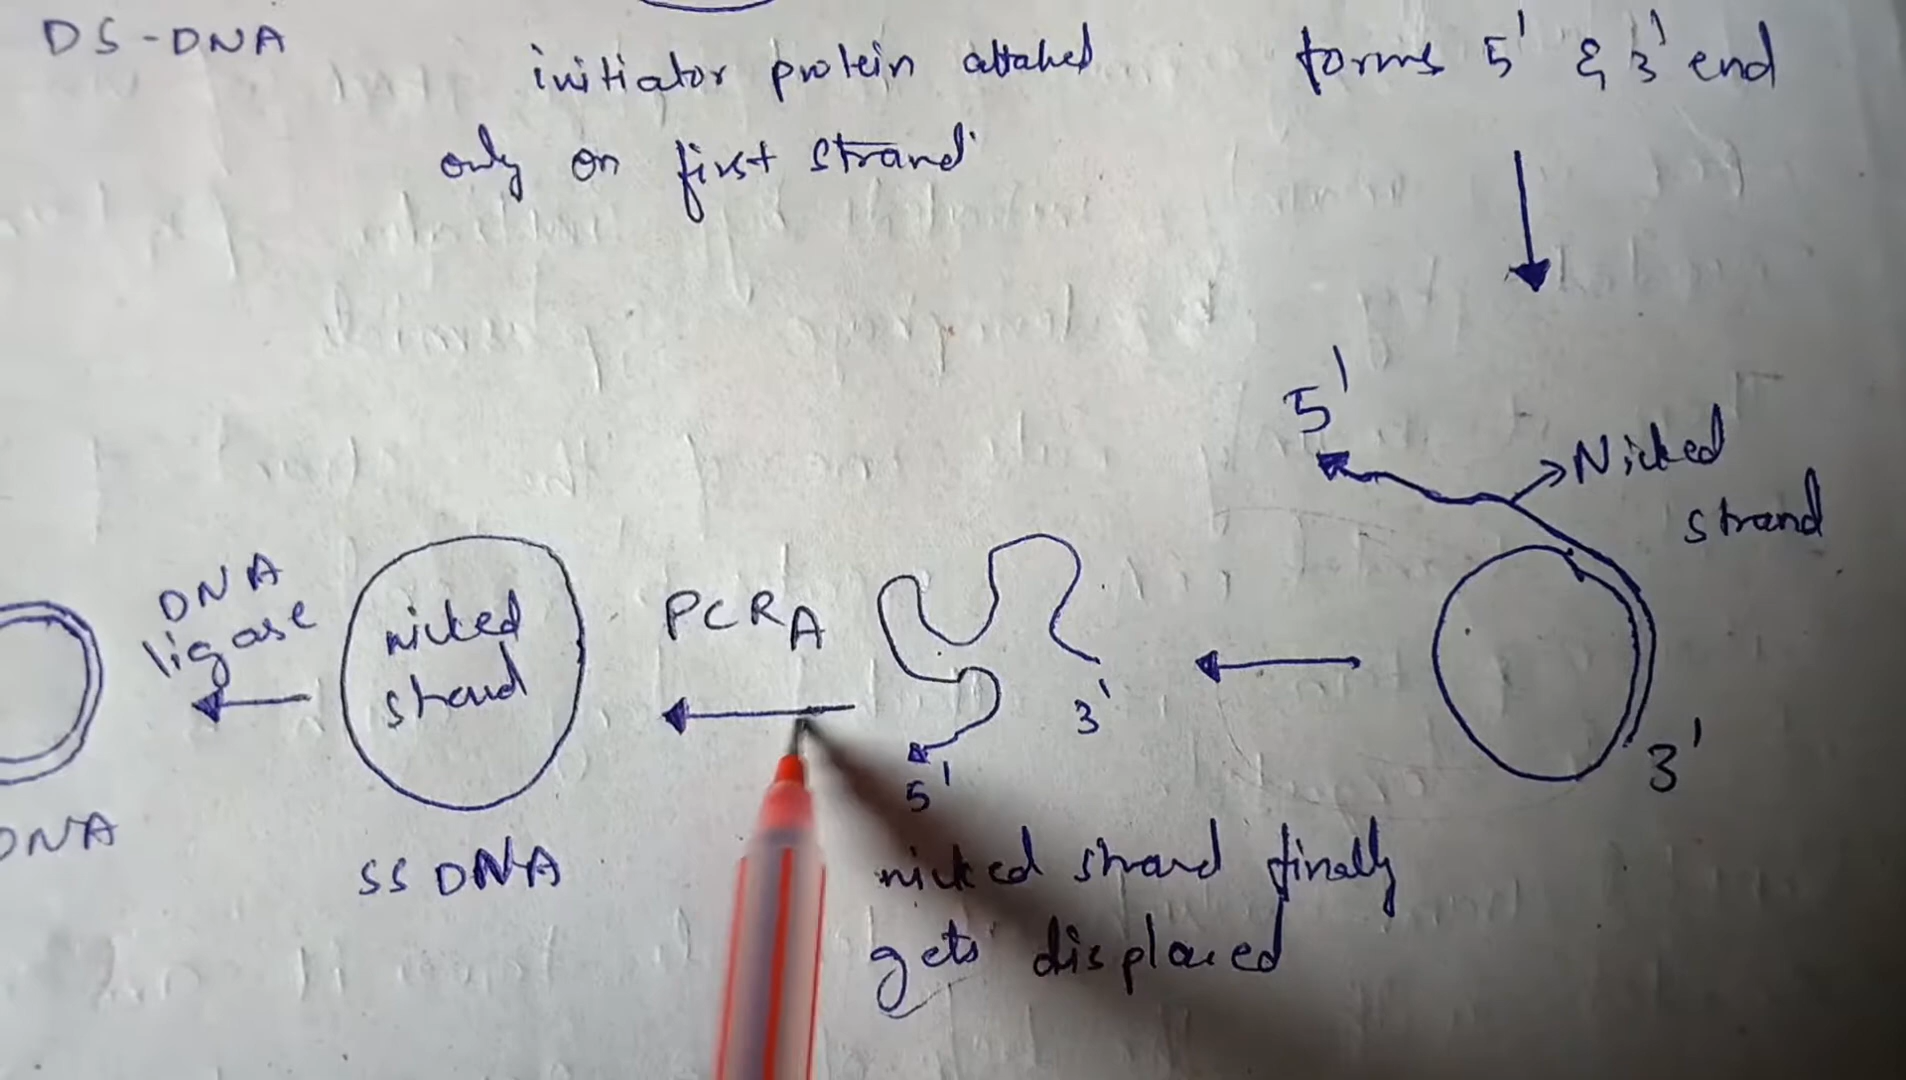 DS-DNA
initiator protein attahed
only on first strand
forms 5' & 3' end
5'
Nicked
strand
3'
3'
5'
nicked strand finally
gets displaced
PCRA
nicked
strand
SS DNA
DNA
ligase
DNA